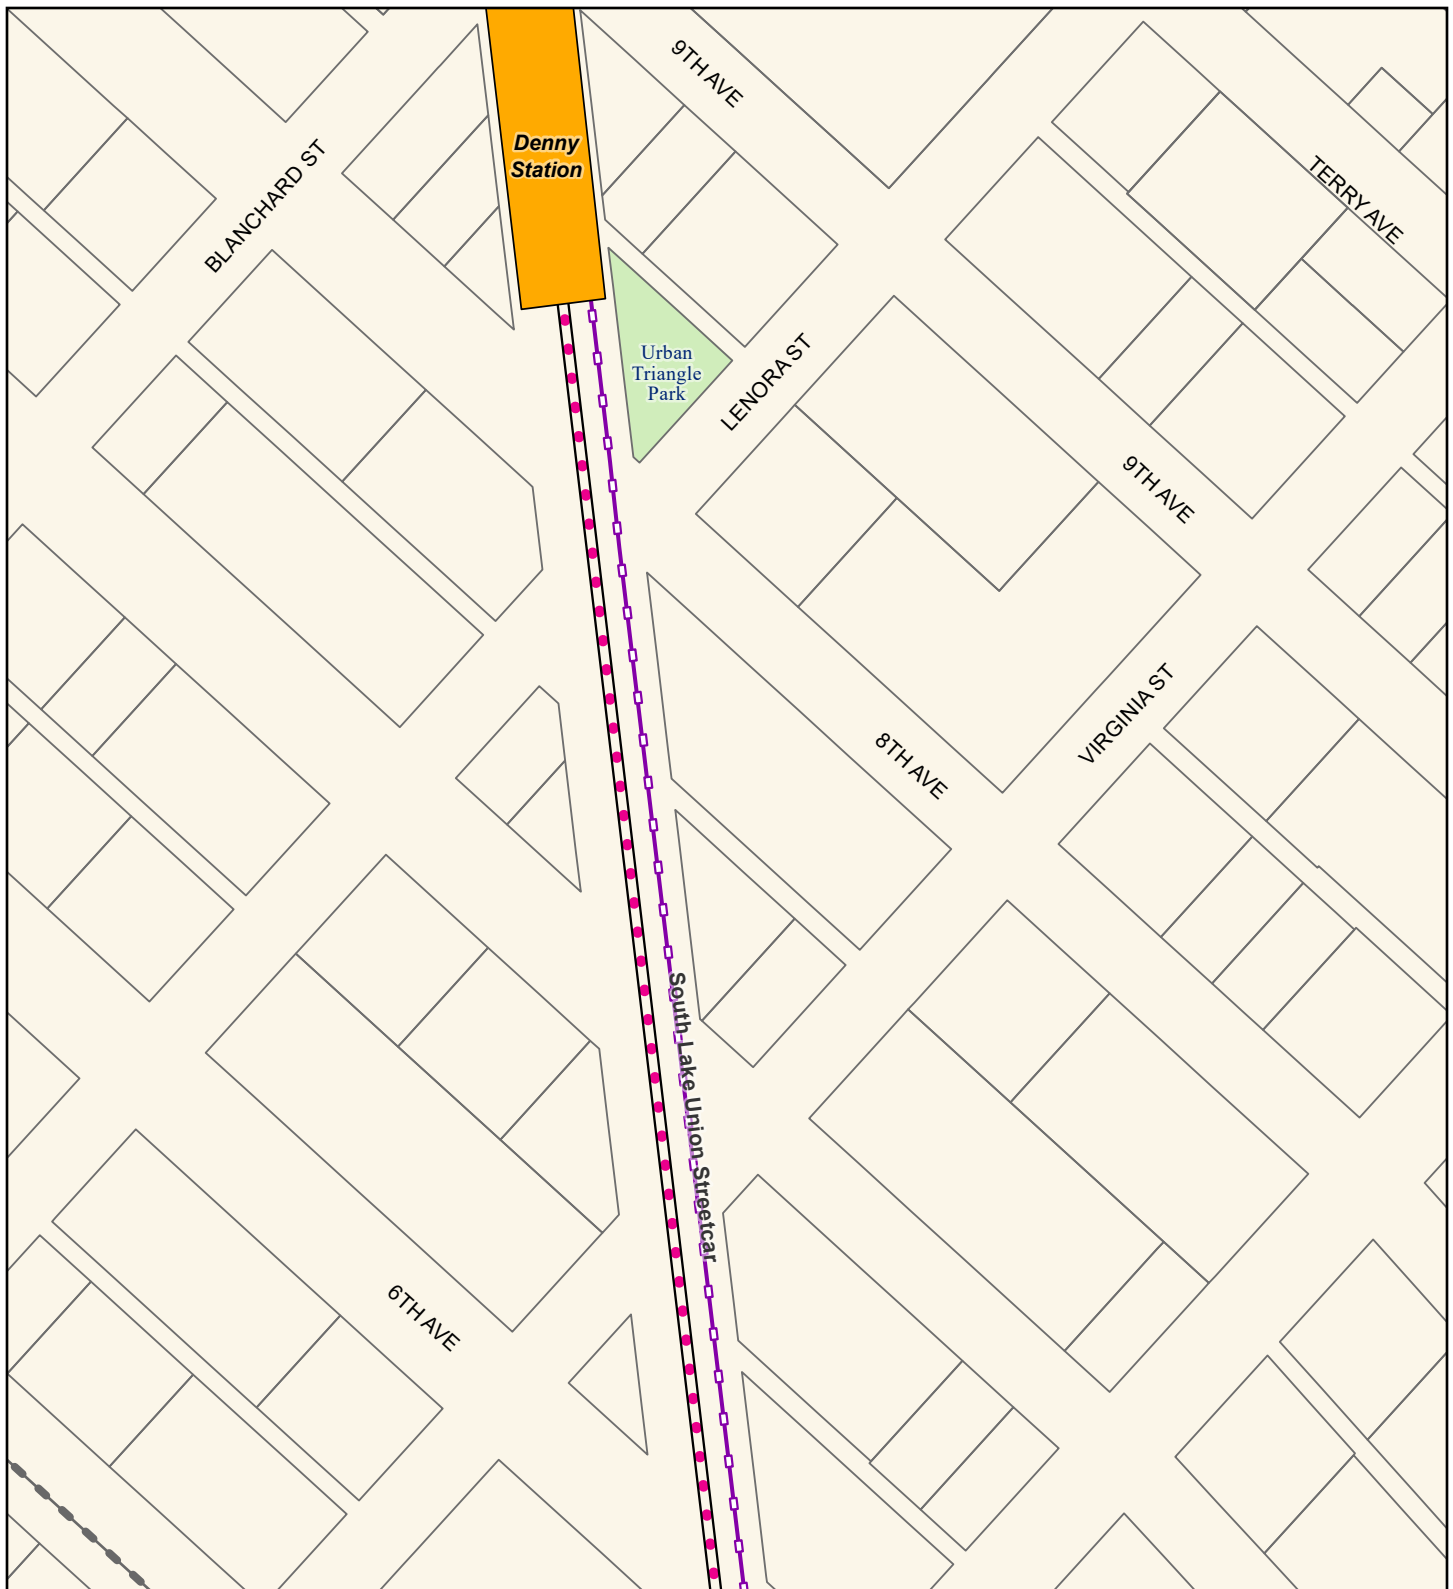 9TH AVE
Denny
Station
BLANCHARD ST
TERRY AVE
Urban
Triangle
Park
LENORA ST
9TH AVE
VIRGINIA ST
8TH AVE
South Lake Union Streetcar
6TH AVE